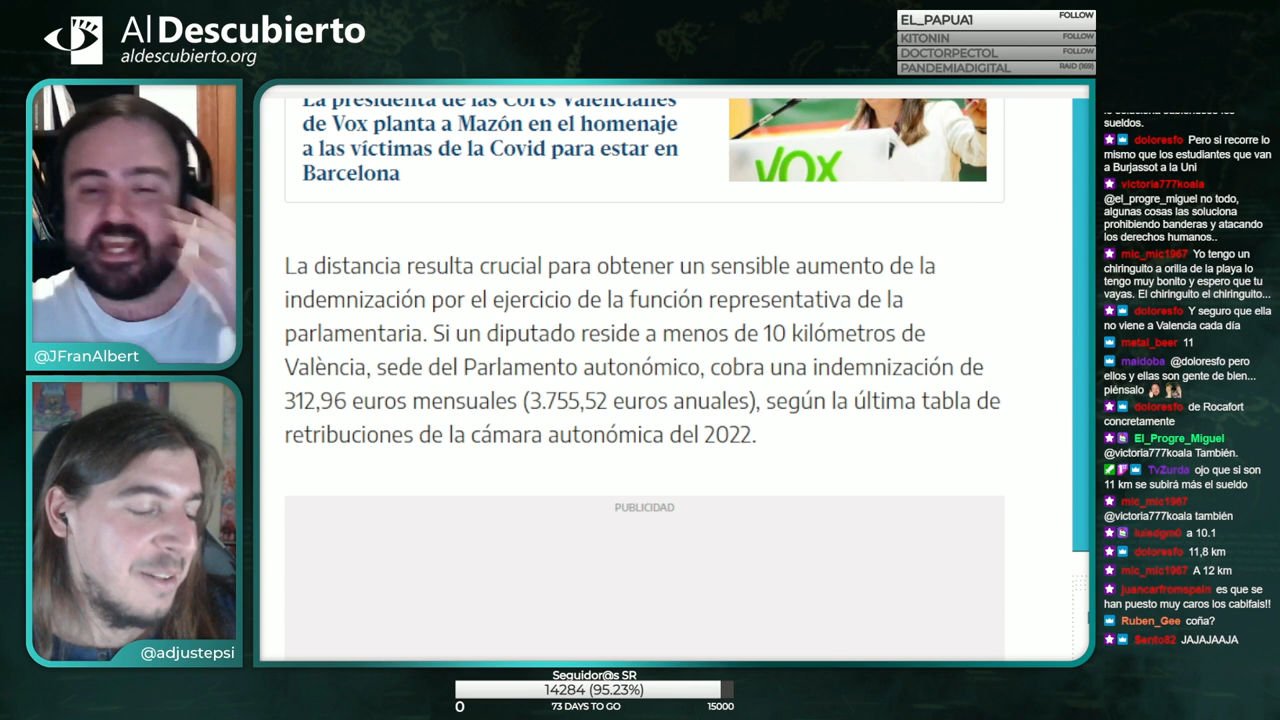 Al Descubierto
aldescubierto.org
EL_PAPUA1 FOLLOW
KITONIN FOLLOW
DOCTORPECTOL FOLLOW
PANDEMIADIGITAL RAID (169)
@JFranAlbert
@adjustepsi
La presidenta de las Corts Valencianes
de Vox planta a Mazón en el homenaje
a las víctimas de la Covid para estar en
Barcelona
VOX
La distancia resulta crucial para obtener un sensible aumento de la
indemnización por el ejercicio de la función representativa de la
parlamentaria. Si un diputado reside a menos de 10 kilómetros de
València, sede del Parlamento autonómico, cobra una indemnización de
312,96 euros mensuales (3.755,52 euros anuales), según la última tabla de
retribuciones de la cámara autonómica del 2022.
PUBLICIDAD
sueldos.
doloresfo Pero si recorre lo
mismo que los estudiantes que van
a Burjassot a la Uni
victoria777koala
@el_progre_miguel no todo,
algunas cosas las soluciona
prohibiendo banderas y atacando
los derechos humanos..
mic_mic1967 Yo tengo un
chiringuito a orilla de la playa lo
tengo muy bonito y espero que tu
vayas. El chiringuito el chiringuito...
doloresfo Y seguro que ella
no viene a Valencia cada día
metal_beer 11
maidoba @doloresfo pero
ellos y ellas son gente de bien...
plénsalo
doloresfo de Rocafort
concretamente
El_Progre_Miguel
@victoria777koala También.
TvZurda ojo que si son
11 km se subirá más el sueldo
mic_mic1967
@victoria777koala también
luisdgm0 a 10.1
doloresfo 11,8 km
mic_mic1967 A 12 km
juancarfromspain es que se
han puesto muy caros los cabifais!!
Ruben_Gee coña?
Sento82 JAJAJAAJA
Seguidor@s SR
14284 (95.23%)
0 73 DAYS TO GO 15000